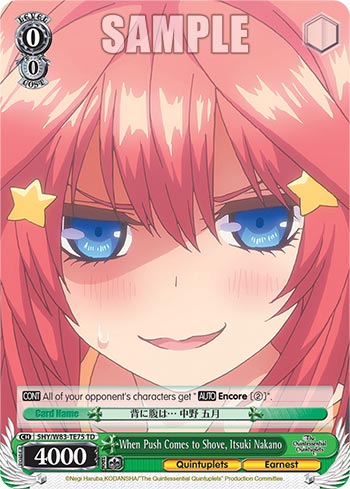 LEVEL
0
0
COST
SAMPLE
CONT All of your opponent's characters get "AUTO Encore [②]".
Card Name 背に腹は… 中野 五月
CH 5HY/W83-TE75 TD When Push Comes to Shove, Itsuki Nakano
The Quintessential Quintuplets
4000
Quintuplets
Earnest
©Negi Haruba,KODANSHA/"The Quintessential Quintuplets" Production Committee.